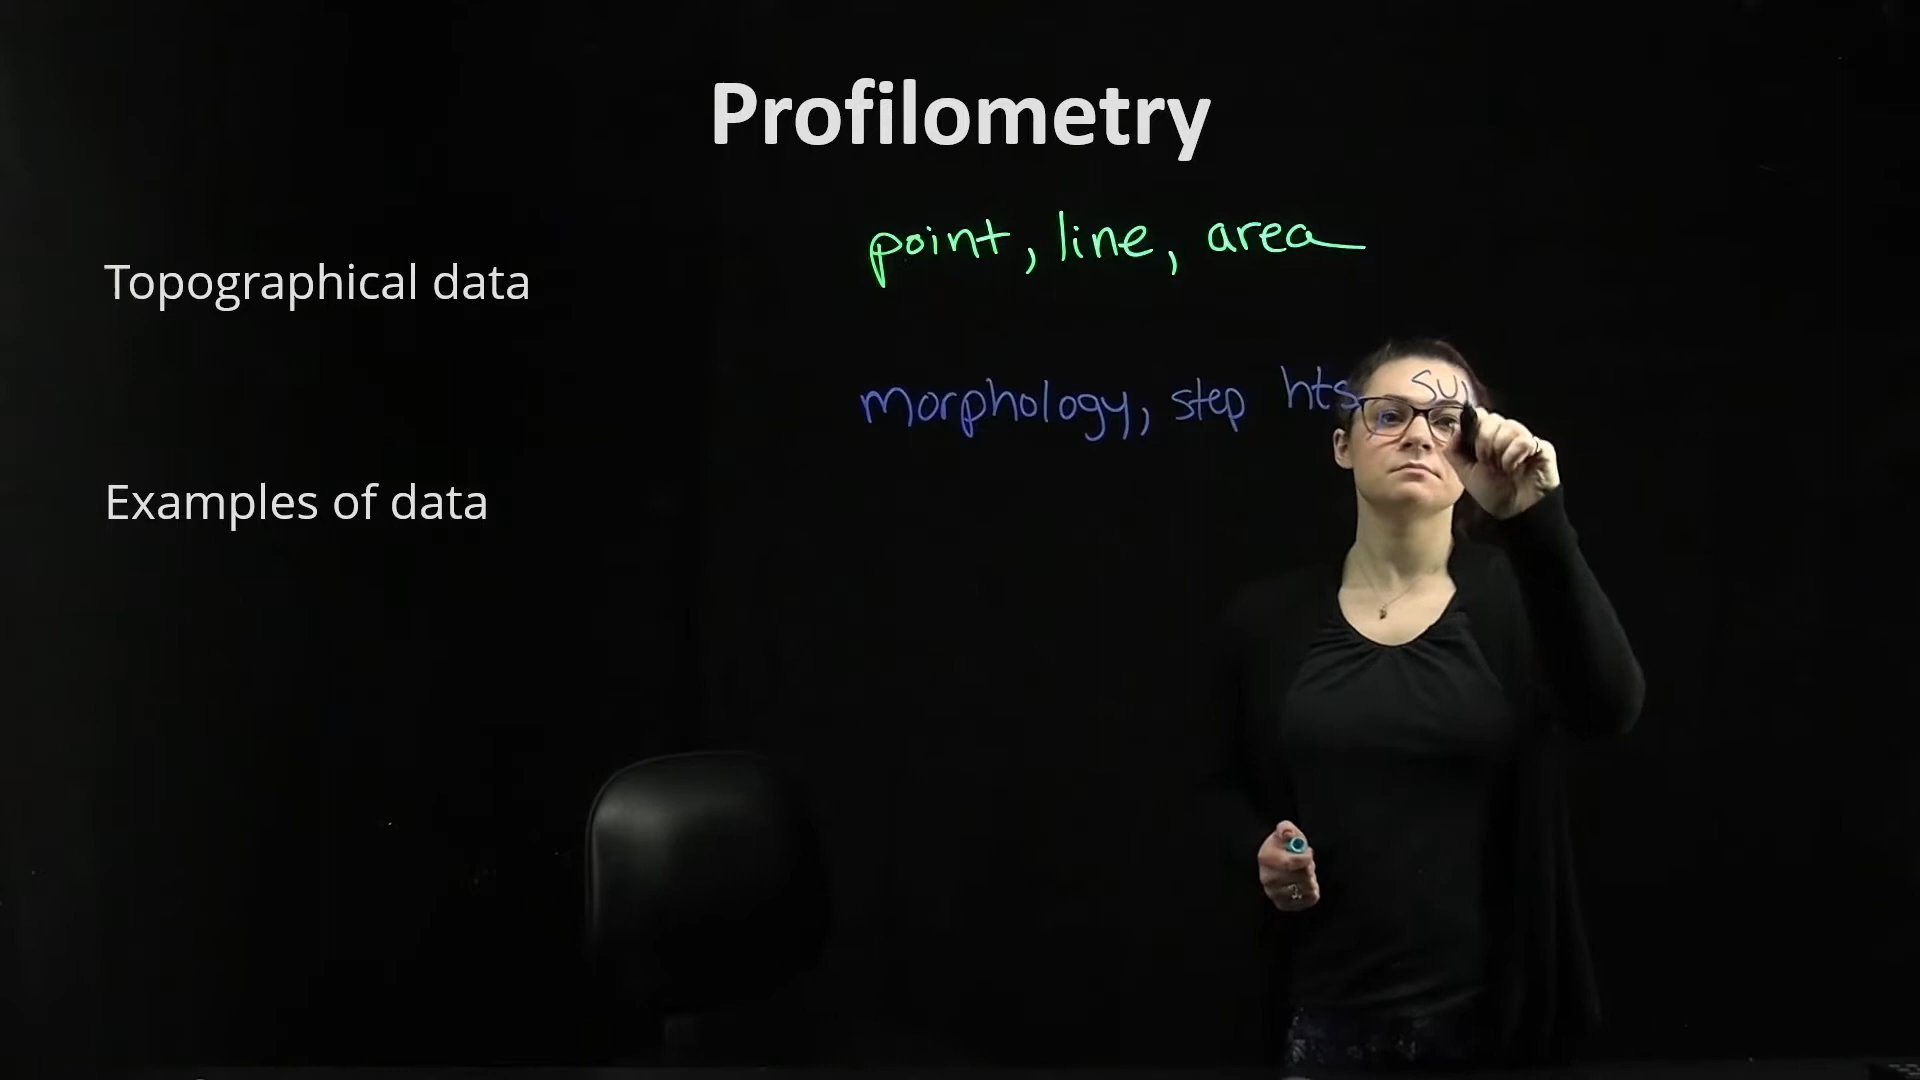 Profilometry
point, line, area
Topographical data
morphology, step hts
Examples of data